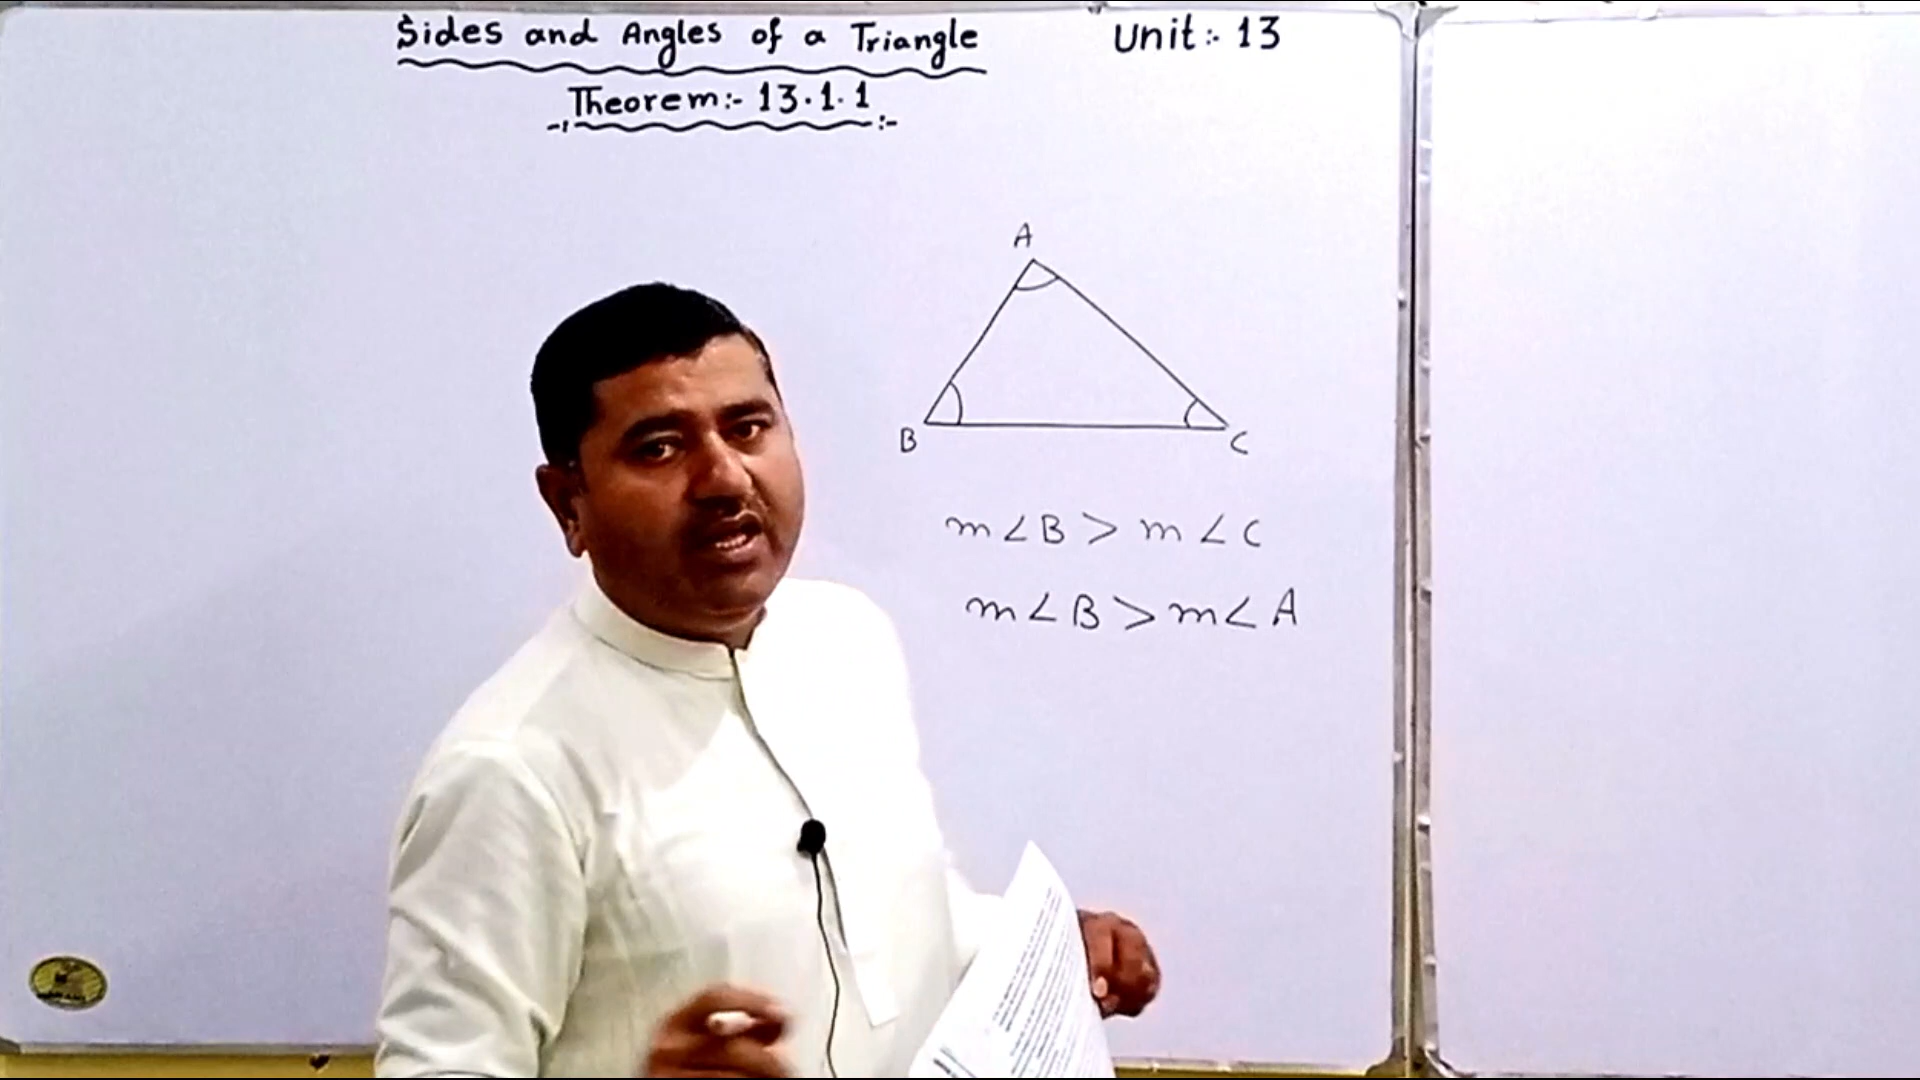 Sides and Angles of a Triangle
Unit:- 13
Theorem:- 13.1.1
A
B
C
m∠B > m∠C
m∠B > m∠A